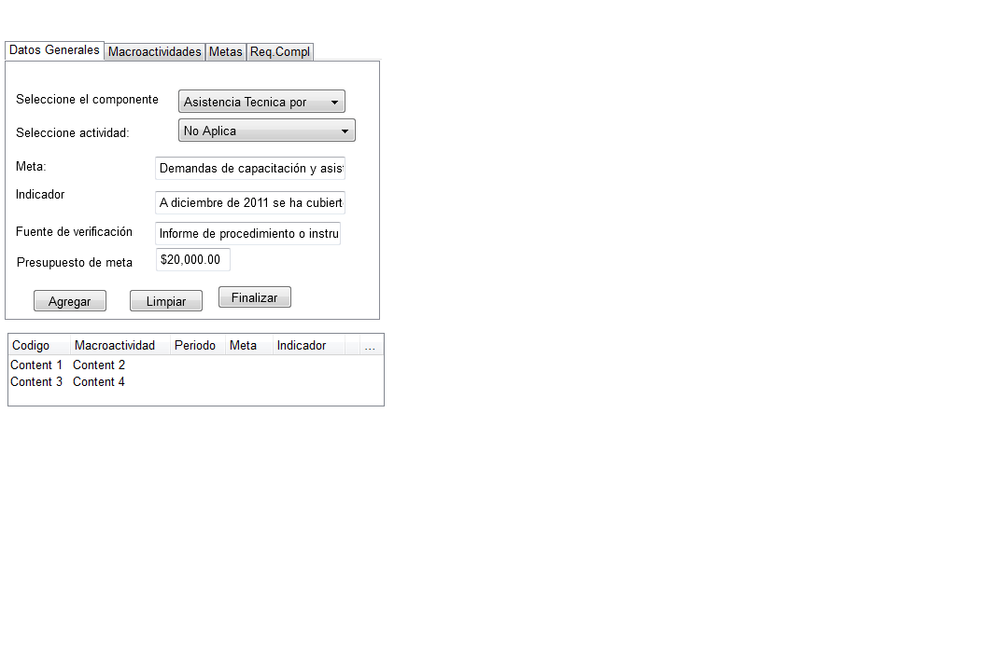 Datos Generales Macroactividades Metas Req.Compl
Seleccione el componente Asistencia Tecnica por
Seleccione actividad: No Aplica
Meta: Demandas de capacitación y asis
Indicador A diciembre de 2011 se ha cubiert
Fuente de verificación Informe de procedimiento o instru
Presupuesto de meta $20,000.00
Agregar Limpiar Finalizar
Codigo Macroactividad Periodo Meta Indicador ...
Content 1 Content 2
Content 3 Content 4